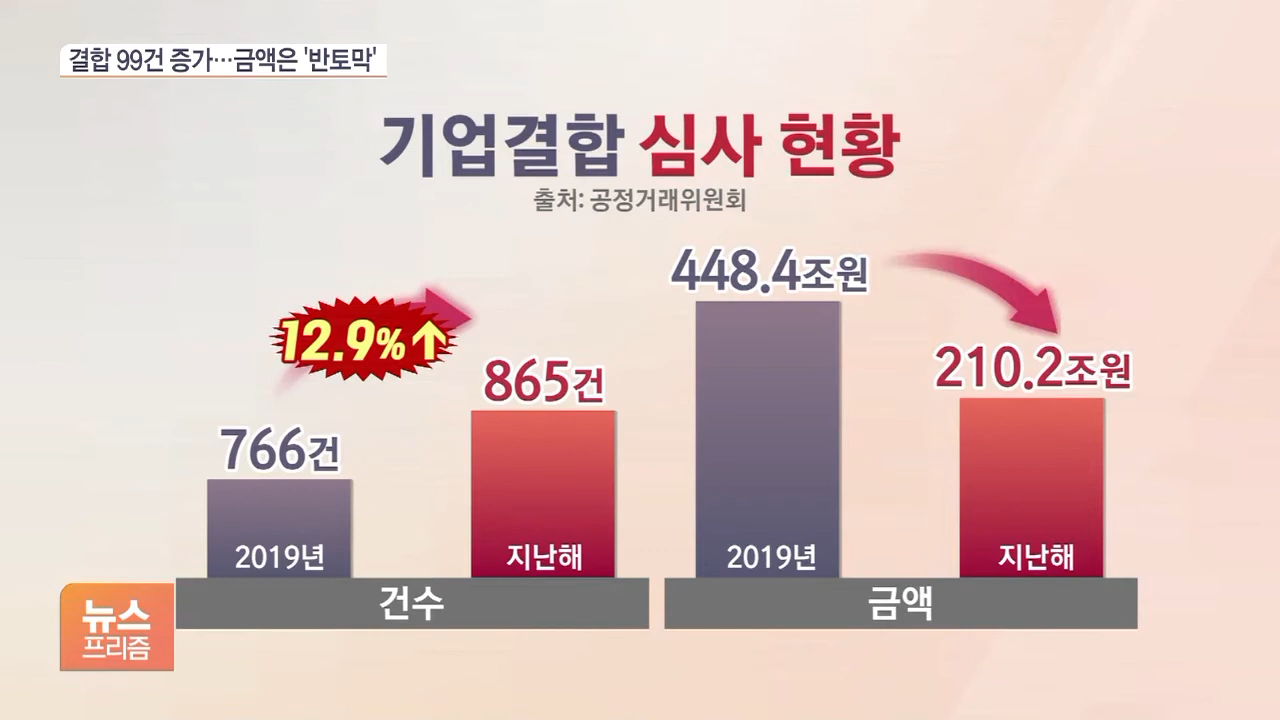 결합 99건 증가…금액은 '반토막'
기업결합 심사 현황
출처: 공정거래위원회
448.4조원
12.9%↑
210.2조원
865건
766건
2019년
지난해
2019년
지난해
건수
금액
뉴스
프리즘